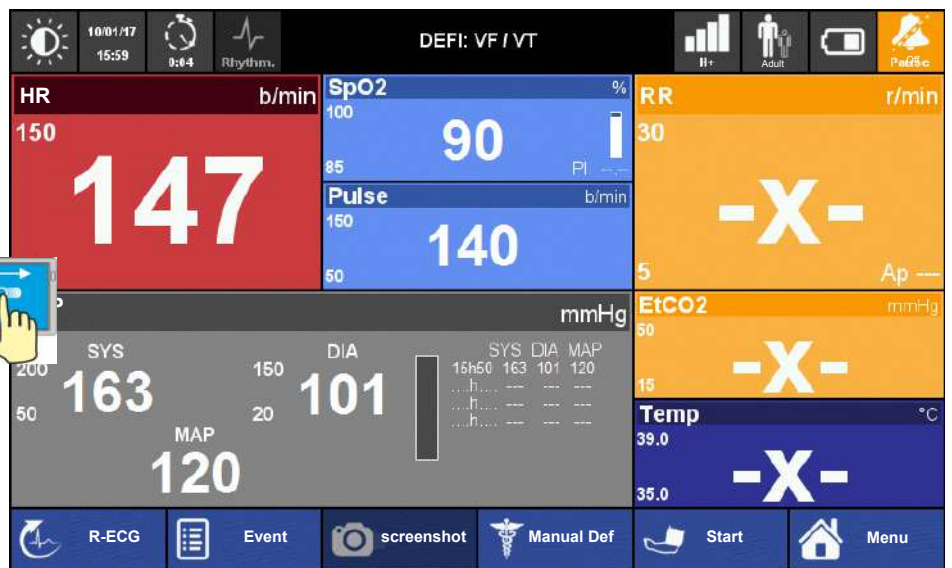 10/01/17
15:59
0:04
Rhythm.
DEFI: VF / VT
H+
Adult
HR b/min
150
147
SpO2 %
100
90
85
PI --.--
Pulse b/min
150
140
50
RR r/min
30
-X-
5
Ap ---
P mmHg
SYS
200
163
50
DIA
150
101
20
MAP
120
SYS DIA MAP
15h50 163 101 120
....h.... --- --- ---
....h.... --- --- ---
....h.... --- --- ---
EtCO2 mmHg
50
-X-
15
Temp °C
39.0
-X-
35.0
R-ECG Event screenshot Manual Def Start Menu